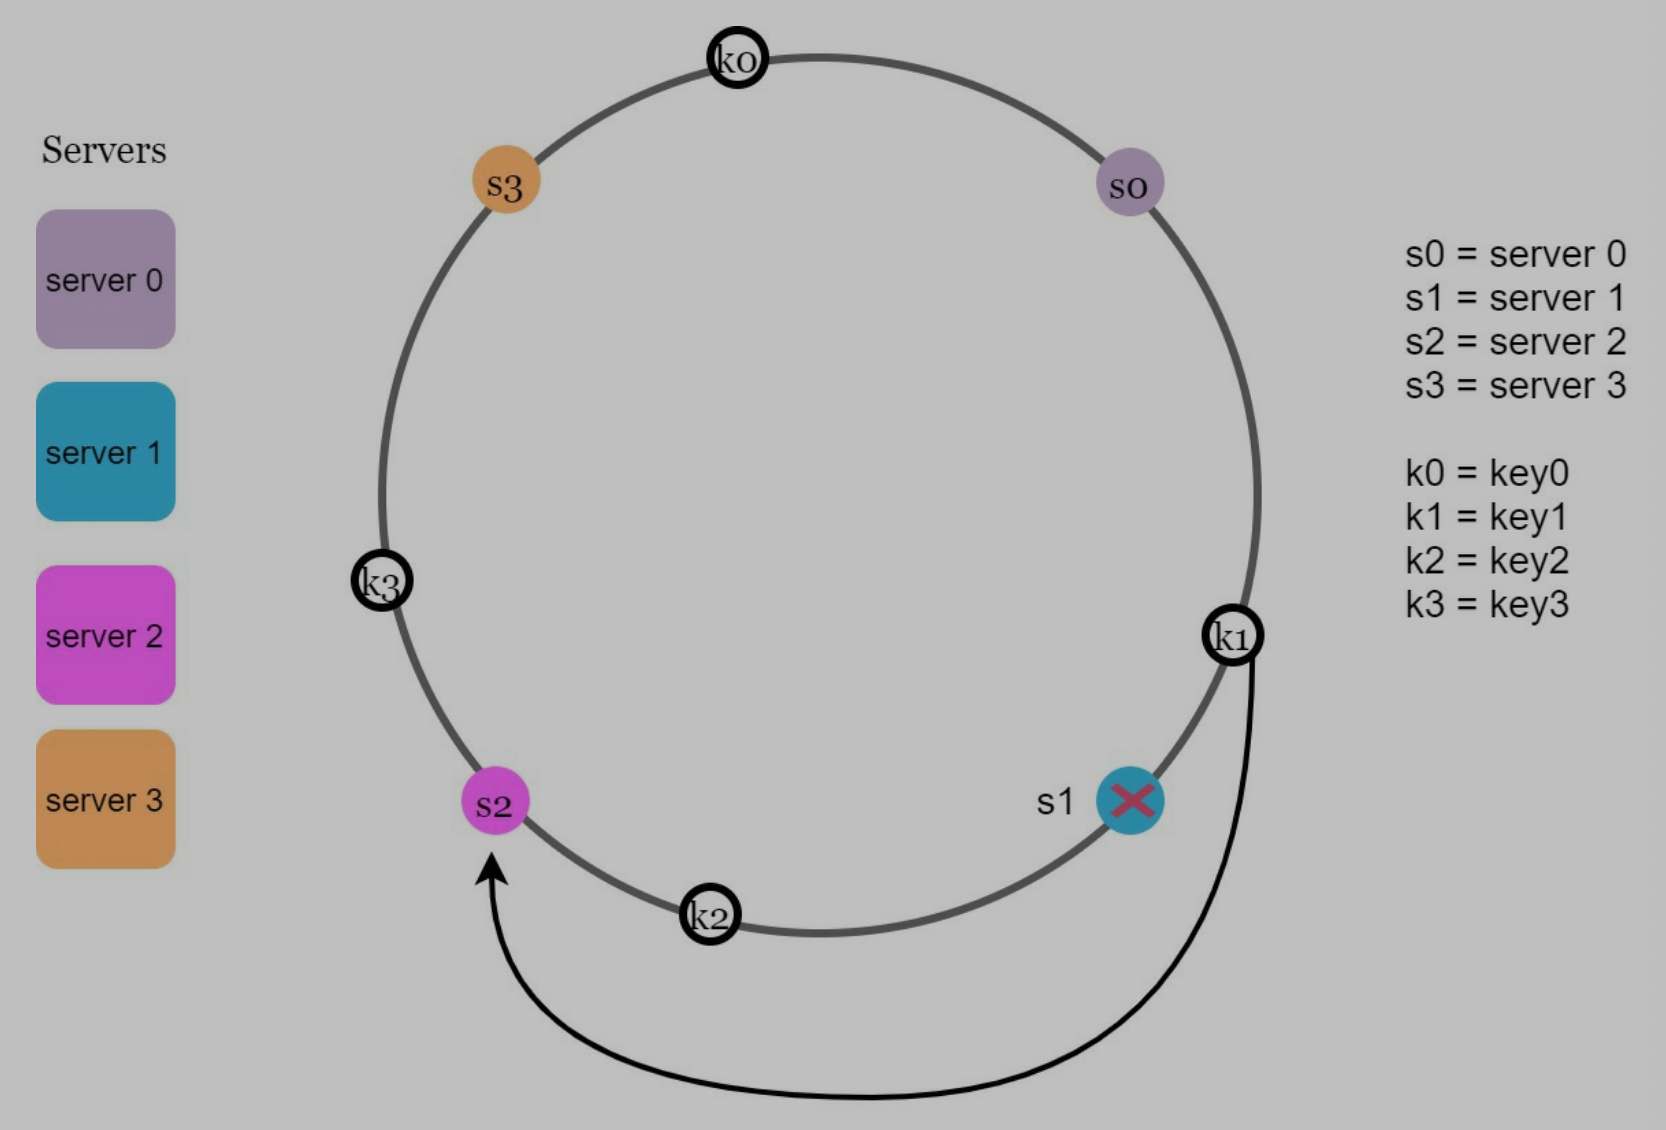 Servers
server 0
server 1
server 2
server 3
k0
s3
s0
k3
k1
s2
s1
k2
s0 = server 0
s1 = server 1
s2 = server 2
s3 = server 3
k0 = key0
k1 = key1
k2 = key2
k3 = key3